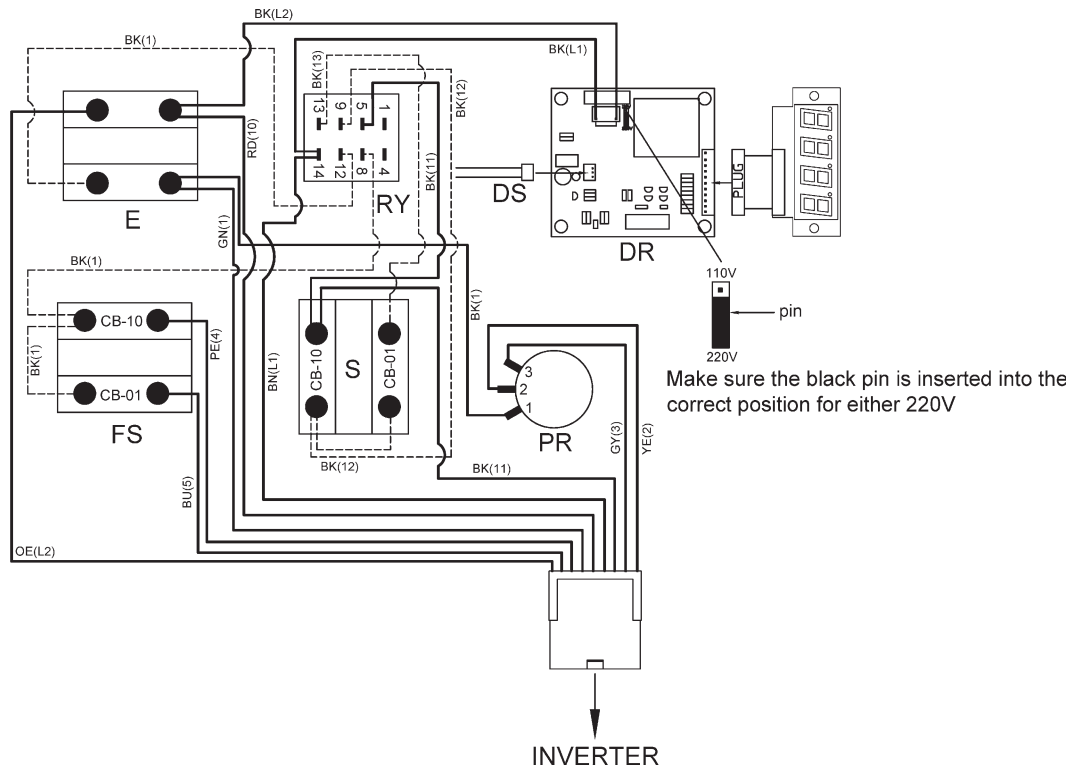 BK(L2)
BK(1)
BK(L1)
BK(13)
BK(12)
13 9 5 1
14 12 8 4
RD(10)
BK(11)
RY
DS
DR
PLUG
E
GN(1)
BK(1)
110V
pin
220V
CB-10
CB-01
FS
BK(1)
PE(4)
BN(L1)
CB-10
S
CB-01
BK(1)
3
2
1
PR
GY(3)
YE(2)
Make sure the black pin is inserted into the
correct position for either 220V
BK(12)
BK(11)
BU(5)
OE(L2)
INVERTER